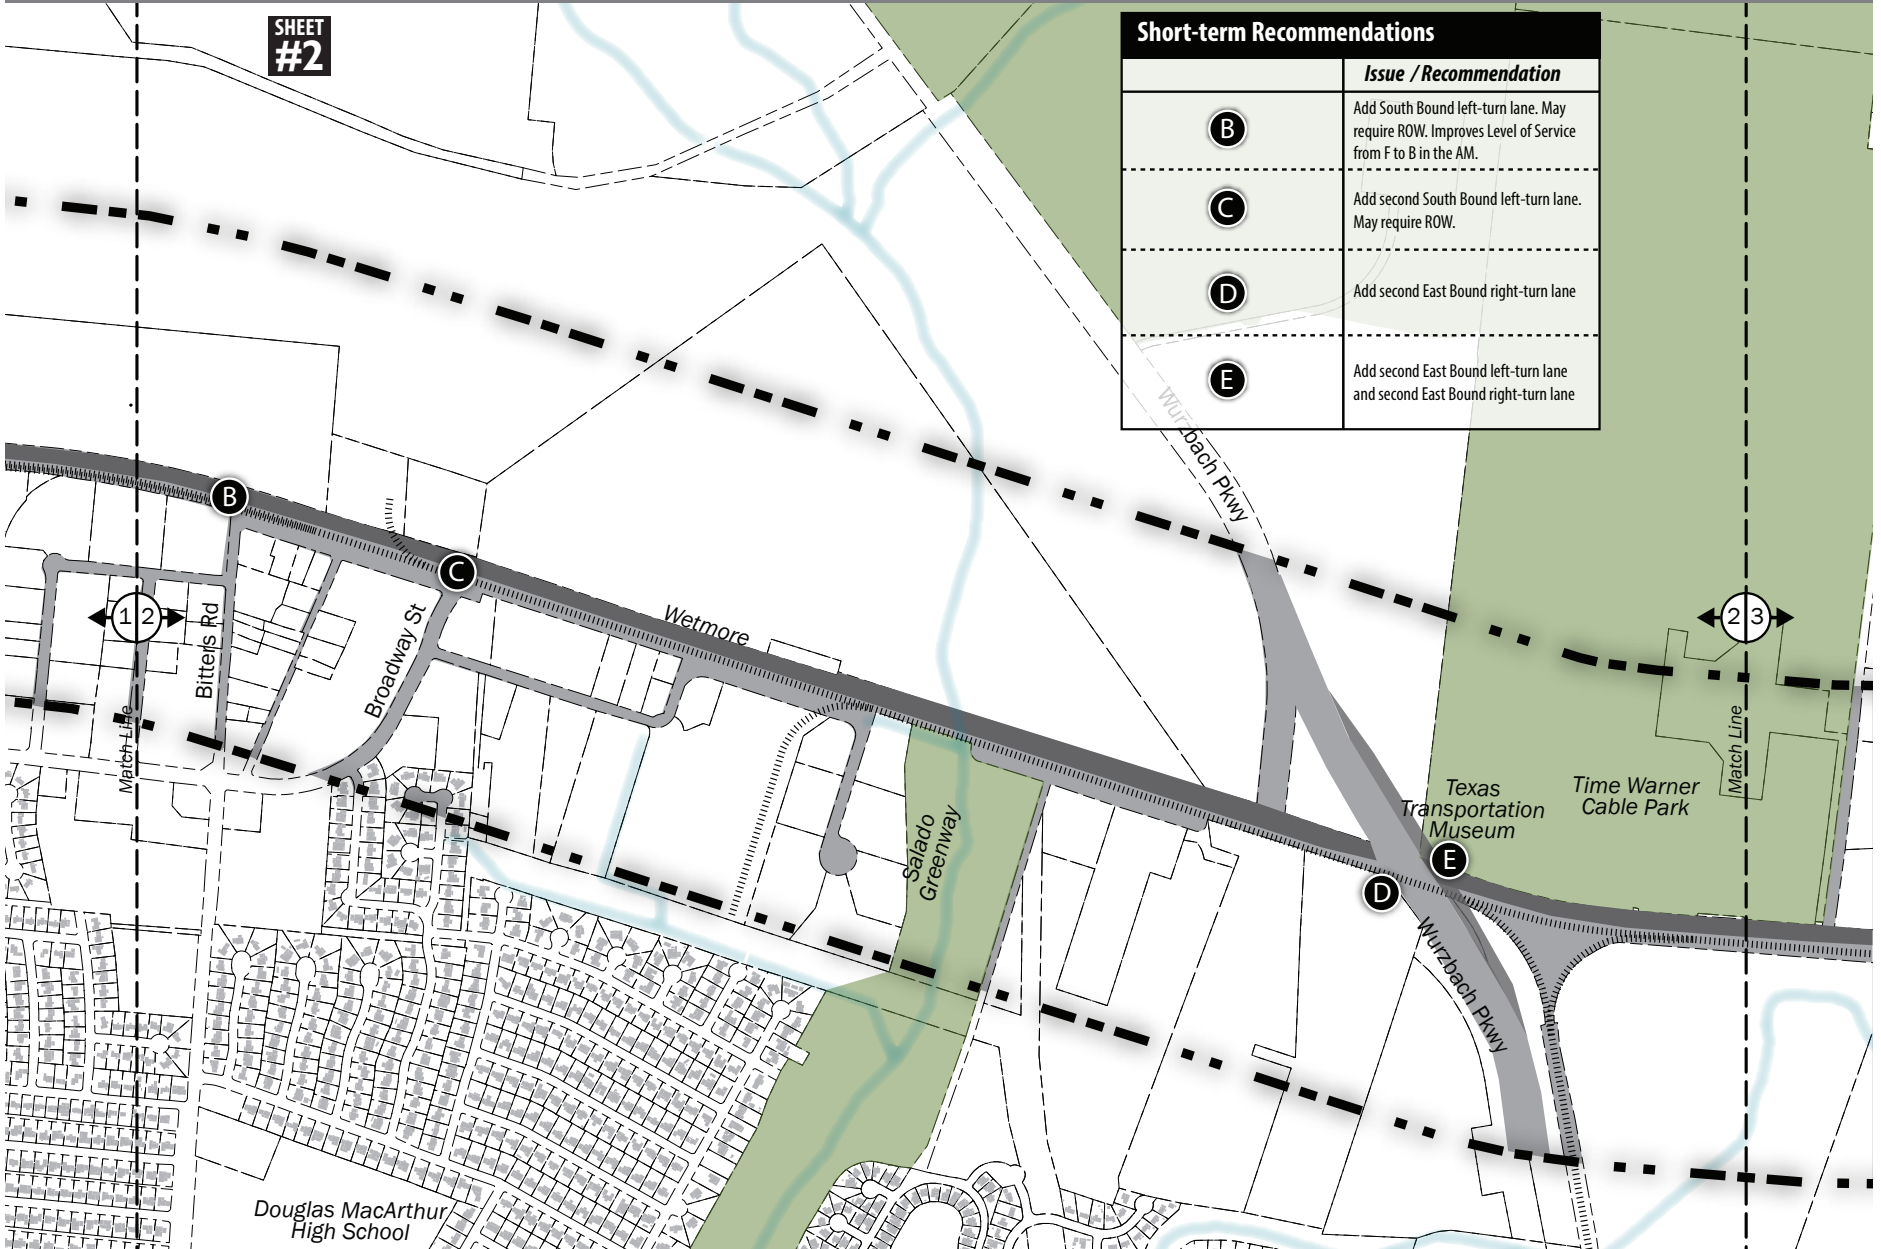 SHEET
#2
Short-term Recommendations
Issue / Recommendation
B
Add South Bound left-turn lane. May
require ROW. Improves Level of Service
from F to B in the AM.
C
Add second South Bound left-turn lane.
May require ROW.
D
Add second East Bound right-turn lane
E
Add second East Bound left-turn lane
and second East Bound right-turn lane
Wurzbach Pkwy
B
C
1 2
2 3
Bitters Rd
Broadway St
Wetmore
Match Line
Match Line
Texas
Transportation
Museum
Time Warner
Cable Park
Salado
Greenway
E
D
Wurzbach Pkwy
Douglas MacArthur
High School